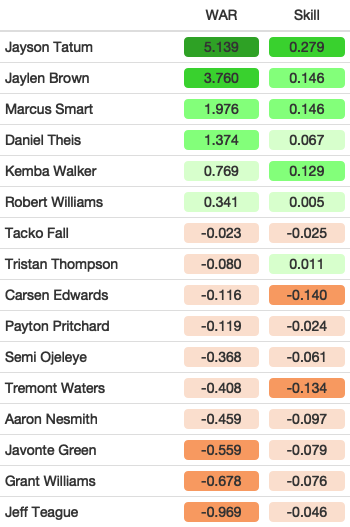 WAR Skill
Jayson Tatum 5.139 0.279
Jaylen Brown 3.760 0.146
Marcus Smart 1.976 0.146
Daniel Theis 1.374 0.067
Kemba Walker 0.769 0.129
Robert Williams 0.341 0.005
Tacko Fall -0.023 -0.025
Tristan Thompson -0.080 0.011
Carsen Edwards -0.116 -0.140
Payton Pritchard -0.119 -0.024
Semi Ojeleye -0.368 -0.061
Tremont Waters -0.408 -0.134
Aaron Nesmith -0.459 -0.097
Javonte Green -0.559 -0.079
Grant Williams -0.678 -0.076
Jeff Teague -0.969 -0.046